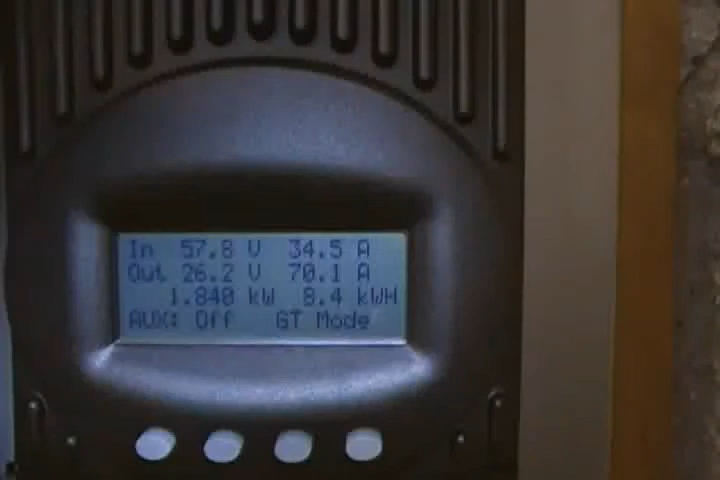 In 57.8 V 34.5 A
Out 26.2 V 70.1 A
1.840 kW 8.4 kWH
AUX: Off GT Mode